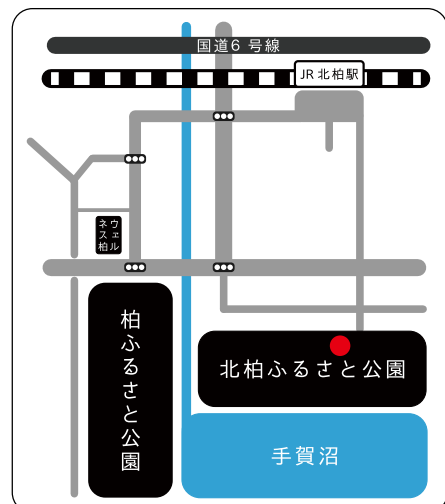 国道6 号線
JR 北柏駅
ウェル
ネス柏
柏ふるさと公園
北柏ふるさと公園
手賀沼